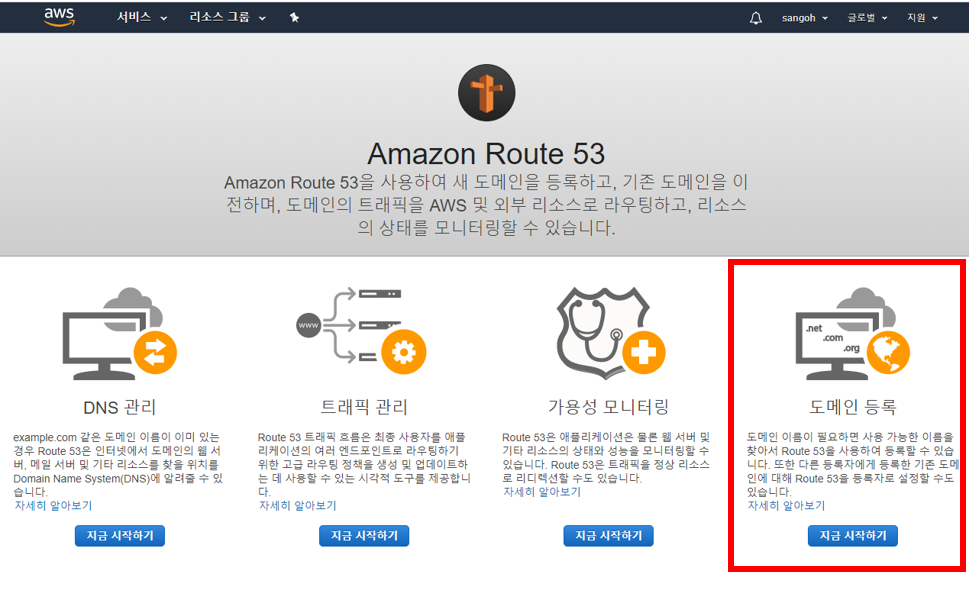 aws 서비스 리소스 그룹 sangoh 글로벌 지원
Amazon Route 53
Amazon Route 53을 사용하여 새 도메인을 등록하고, 기존 도메인을 이
전하며, 도메인의 트래픽을 AWS 및 외부 리소스로 라우팅하고, 리소스
의 상태를 모니터링할 수 있습니다.
www
.net
.com
.org
DNS 관리
example.com 같은 도메인 이름이 이미 있는
경우 Route 53은 인터넷에서 도메인의 웹 서
버, 메일 서버 및 기타 리소스를 찾을 위치를
Domain Name System(DNS)에 알려줄 수 있
습니다.
자세히 알아보기
지금 시작하기
트래픽 관리
Route 53 트래픽 흐름은 최종 사용자를 애플
리케이션의 여러 엔드포인트로 라우팅하기
위한 고급 라우팅 정책을 생성 및 업데이트하
는 데 사용할 수 있는 시각적 도구를 제공합니
다.
자세히 알아보기
지금 시작하기
가용성 모니터링
Route 53은 애플리케이션은 물론 웹 서버 및
기타 리소스의 상태와 성능을 모니터링할 수
있습니다. Route 53은 트래픽을 정상 리소스
로 리디렉션할 수도 있습니다.
자세히 알아보기
지금 시작하기
도메인 등록
도메인 이름이 필요하면 사용 가능한 이름을
찾아서 Route 53을 사용하여 등록할 수 있습
니다. 또한 다른 등록자에게 등록한 기존 도메
인에 대해 Route 53을 등록자로 설정할 수도
있습니다.
자세히 알아보기
지금 시작하기